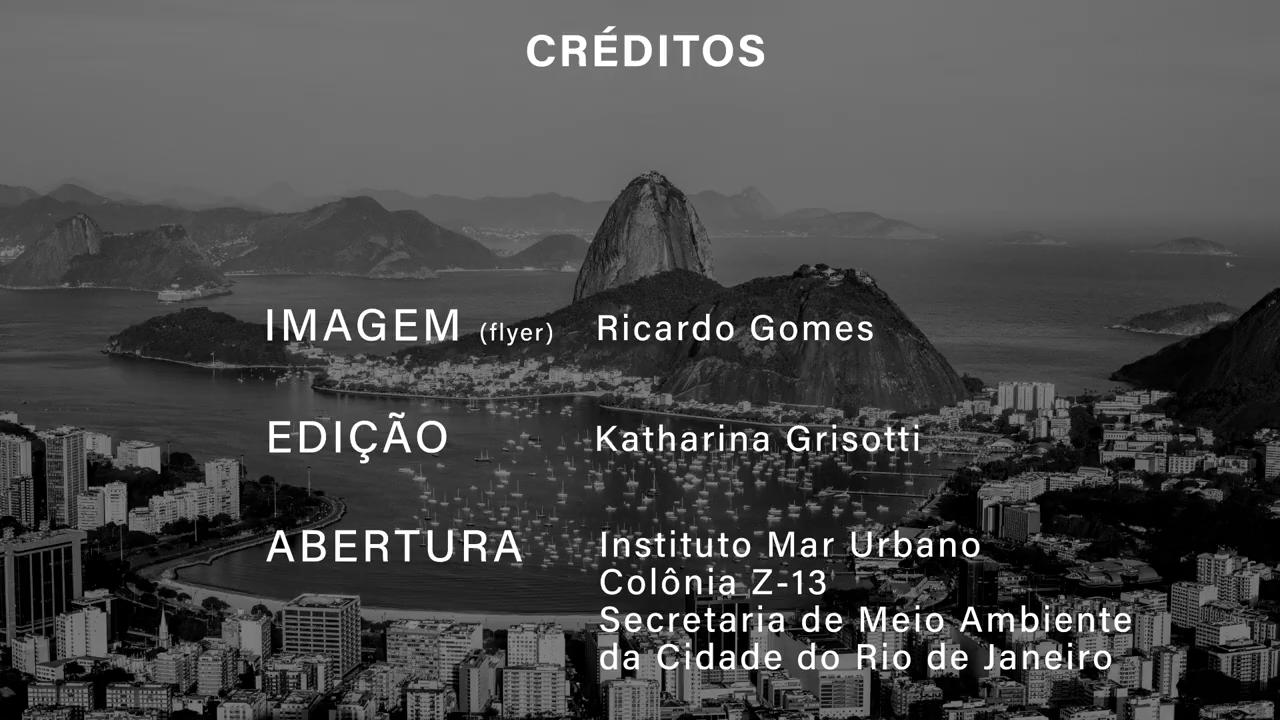 CRÉDITOS
IMAGEM (flyer) Ricardo Gomes
EDIÇÃO Katharina Grisotti
ABERTURA Instituto Mar Urbano
Colônia Z-13
Secretaria de Meio Ambiente
da Cidade do Rio de Janeiro